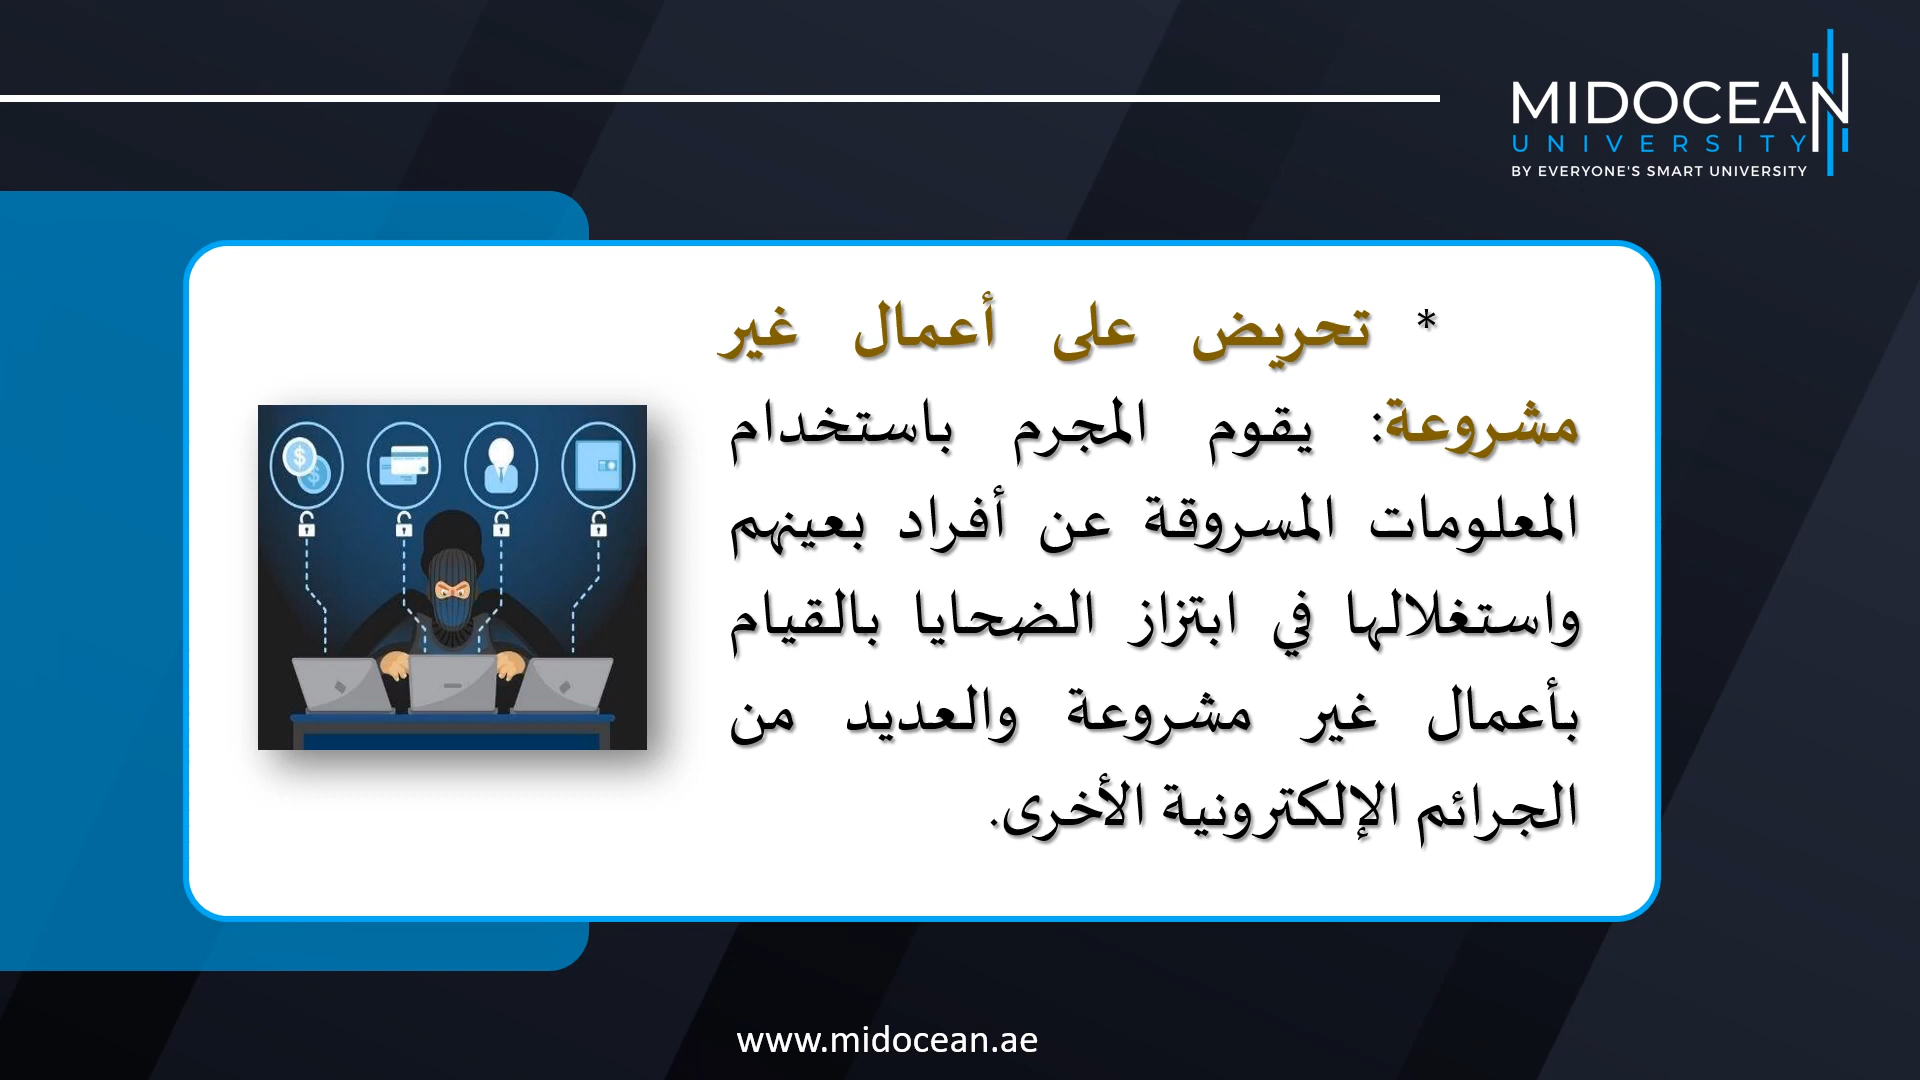 MIDOCEAN
UNIVERSITY
BY EVERYONE'S SMART UNIVERSITY
* تحريض على أعمال غير
مشروعة: يقوم المجرم باستخدام
المعلومات المسروقة عن أفراد بعينهم
واستغلالها في ابتزاز الضحايا بالقيام
بأعمال غير مشروعة والعديد من
الجرائم الإلكترونية الأخرى.
$ $
www.midocean.ae